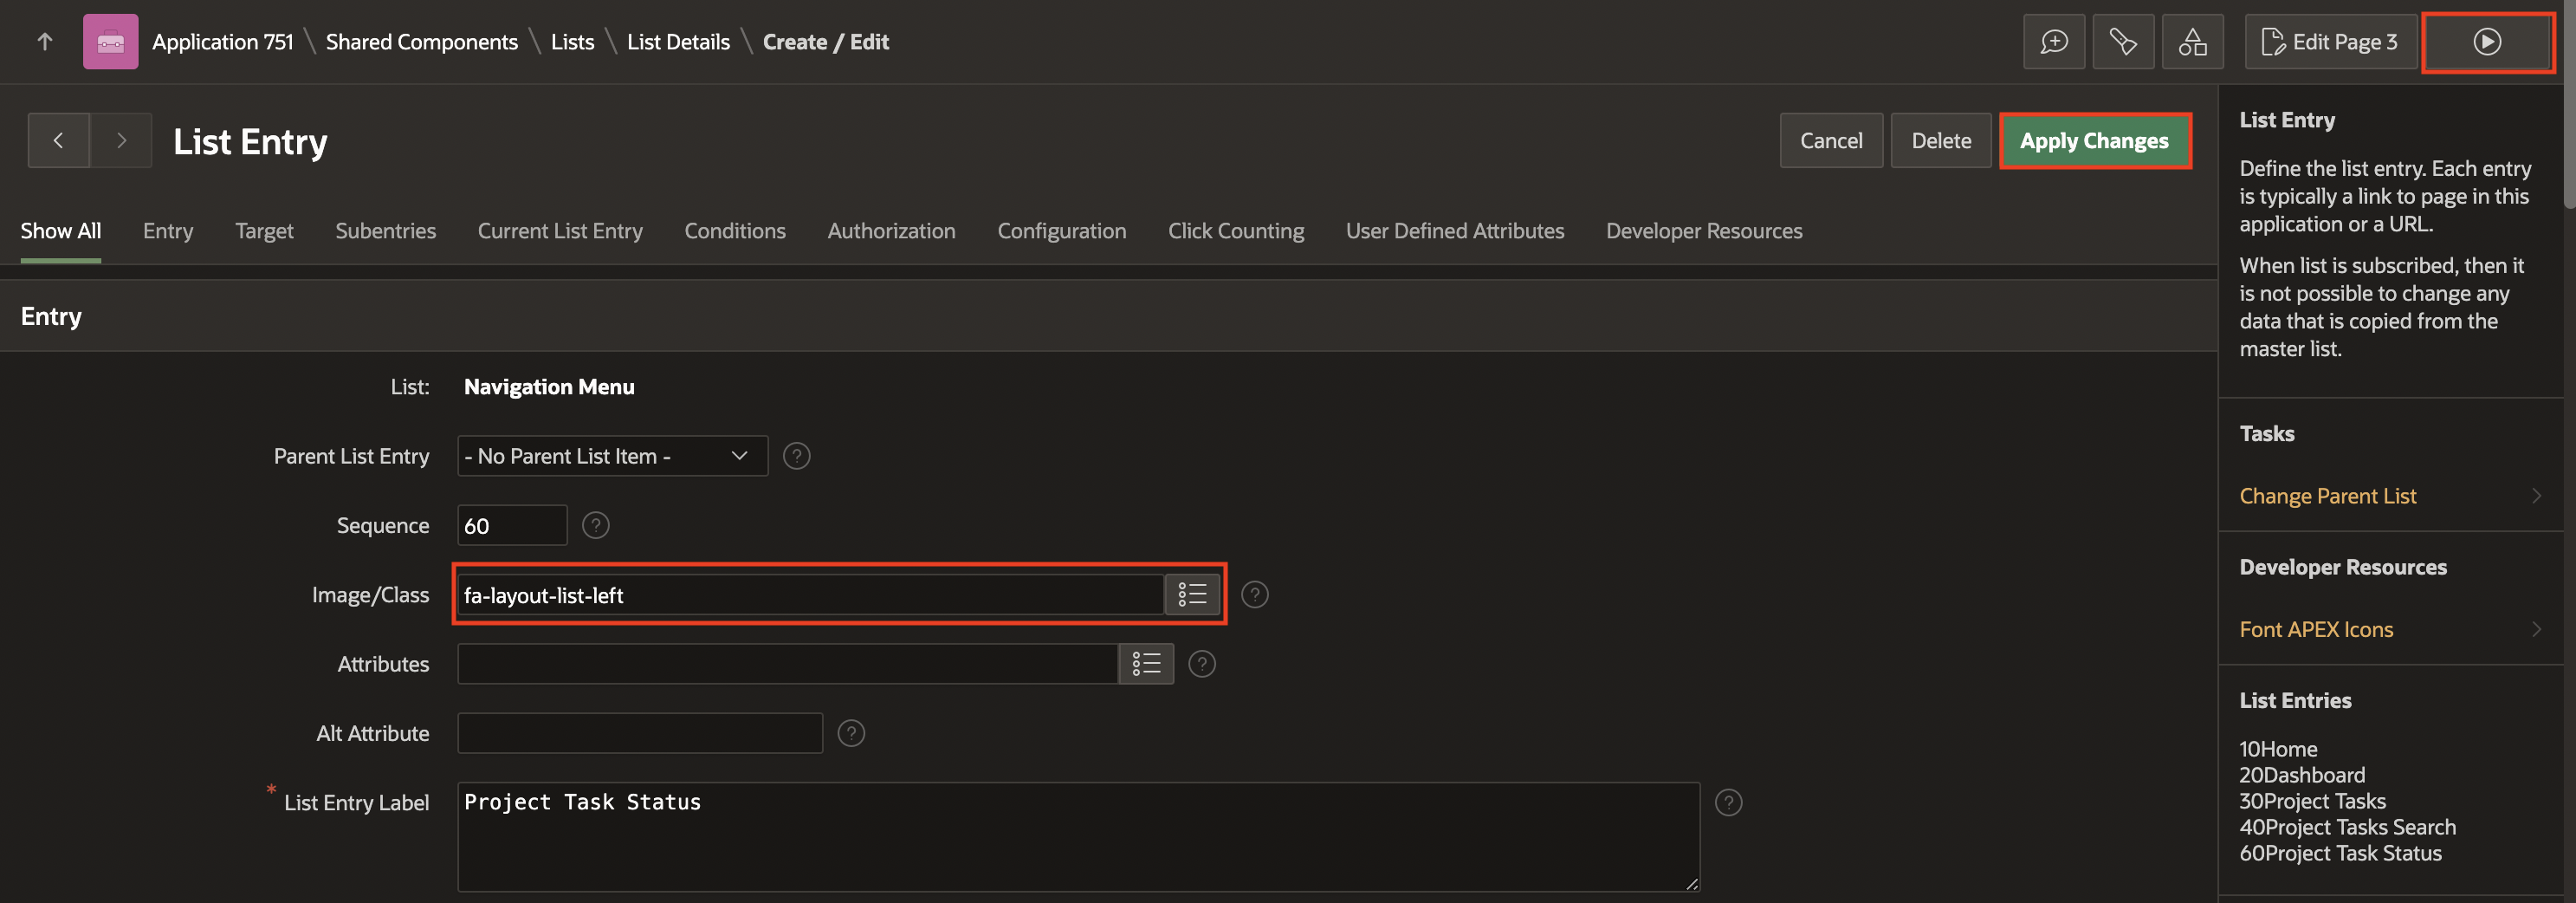 Application 751 \ Shared Components \ Lists \ List Details \ Create / Edit
Edit Page 3
List Entry
Cancel
Delete
Apply Changes
Show All
Entry
Target
Subentries
Current List Entry
Conditions
Authorization
Configuration
Click Counting
User Defined Attributes
Developer Resources
Entry
List: Navigation Menu
Parent List Entry - No Parent List Item -
Sequence 60
Image/Class fa-layout-list-left
Attributes
Alt Attribute
* List Entry Label Project Task Status
List Entry
Define the list entry. Each entry
is typically a link to page in this
application or a URL.
When list is subscribed, then it
is not possible to change any
data that is copied from the
master list.
Tasks
Change Parent List
Developer Resources
Font APEX Icons
List Entries
10Home
20Dashboard
30Project Tasks
40Project Tasks Search
60Project Task Status